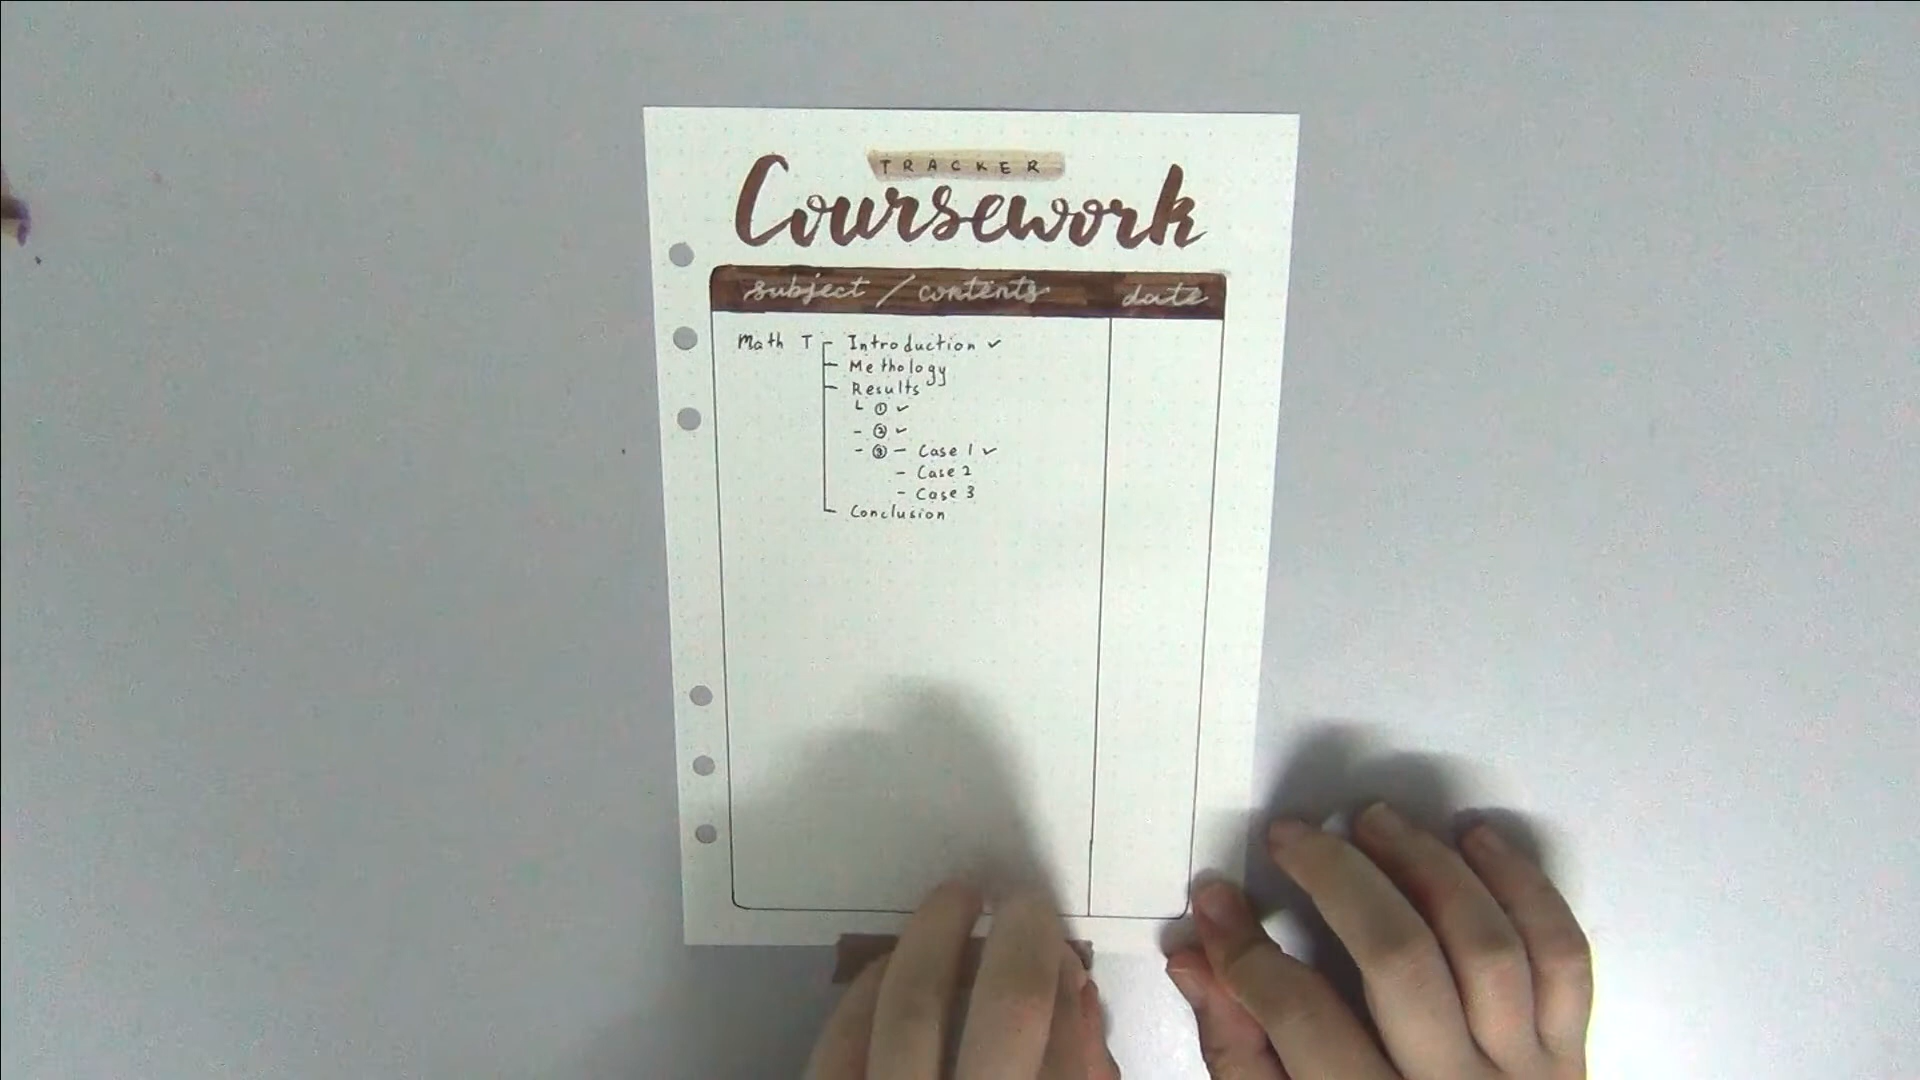 TRACKER
Coursework
subject / contents date
Math T Introduction ✓
Methology
Results
① ✓
- ② ✓
- ③ - Case 1 ✓
- Case 2
- Case 3
Conclusion